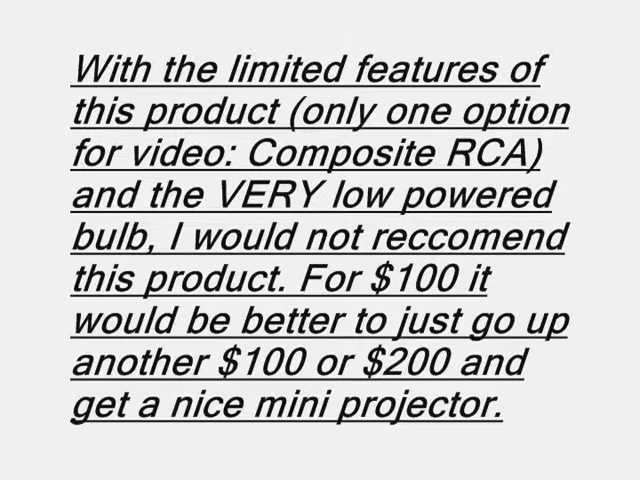 With the limited features of
this product (only one option
for video: Composite RCA)
and the VERY low powered
bulb, I would not reccomend
this product. For $100 it
would be better to just go up
another $100 or $200 and
get a nice mini projector.